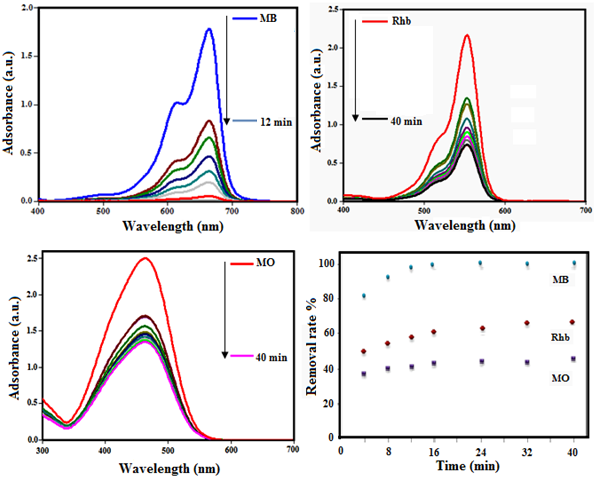 2.0
MB
1.5
1.0
12 min
0.5
0.0
400 500 600 700 800
Absorbance (a.u.)
Wavelength (nm)
2.5
Rhb
2.0
1.5
40 min
1.0
0.5
0.0
400 500 600 700
Absorbance (a.u.)
Wavelength (nm)
2.5
MO
2.0
1.5
40 min
1.0
0.5
0.0
300 400 500 600 700
Absorbance (a.u.)
Wavelength (nm)
100
MB
80
60
Rhb
40
MO
20
0
0 8 16 24 32 40
Removal rate %
Time (min)